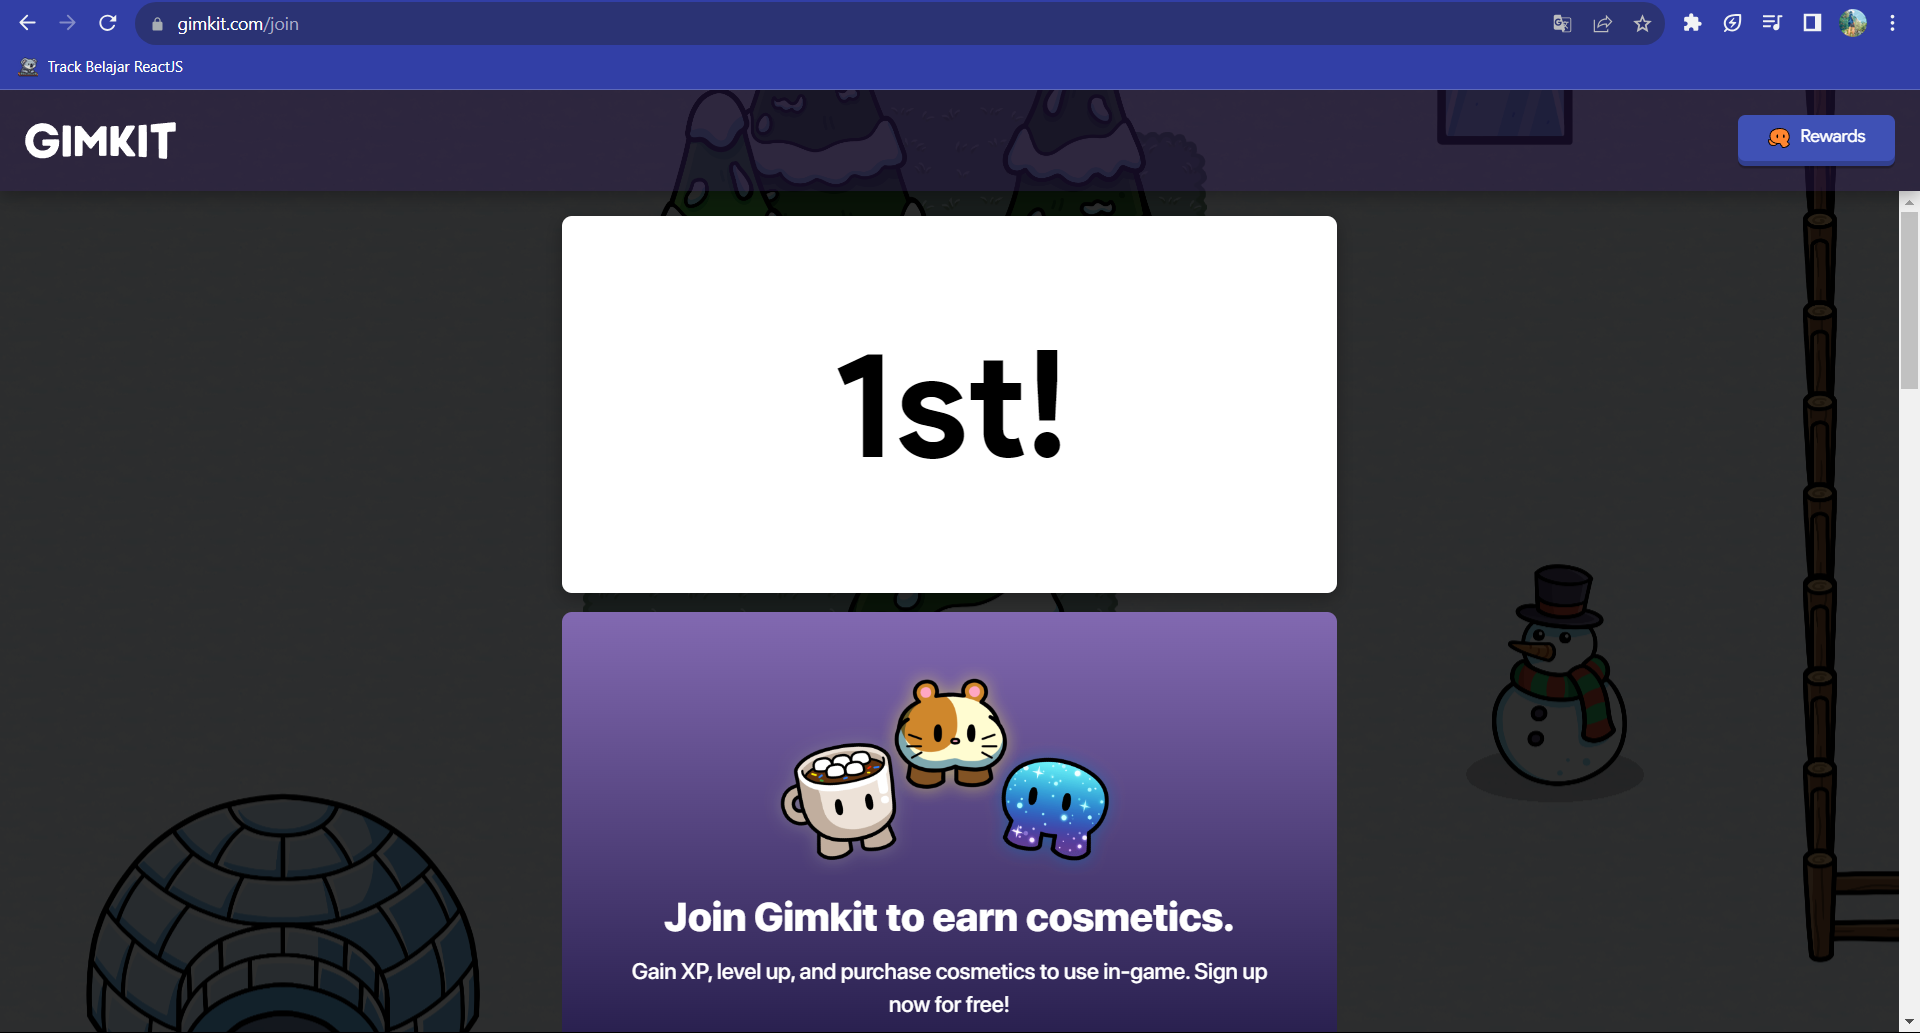 gimkit.com/join
Track Belajar ReactJS
GIMKIT
Rewards
1st!
Join Gimkit to earn cosmetics.
Gain XP, level up, and purchase cosmetics to use in-game. Sign up
now for free!